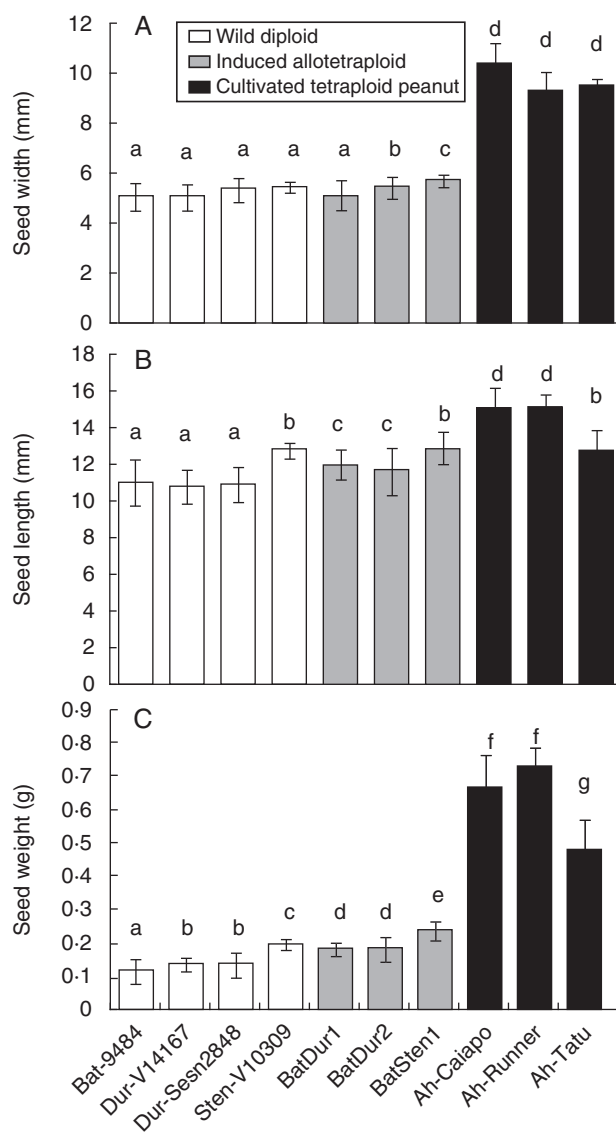 A
Wild diploid
Induced allotetraploid
Cultivated tetraploid peanut
Seed width (mm)
12
10
8
6
4
2
0
a a a a a b c d d d
B
Seed length (mm)
18
16
14
12
10
8
6
4
2
0
a a a b c c b d d b
C
Seed weight (g)
0·9
0·8
0·7
0·6
0·5
0·4
0·3
0·2
0·1
0
a b b c d d e f f g
Bat-9484
Dur-V14167
Dur-Sesn2848
Sten-V10309
BatDur1
BatDur2
BatSten1
Ah-Caiapo
Ah-Runner
Ah-Tatu